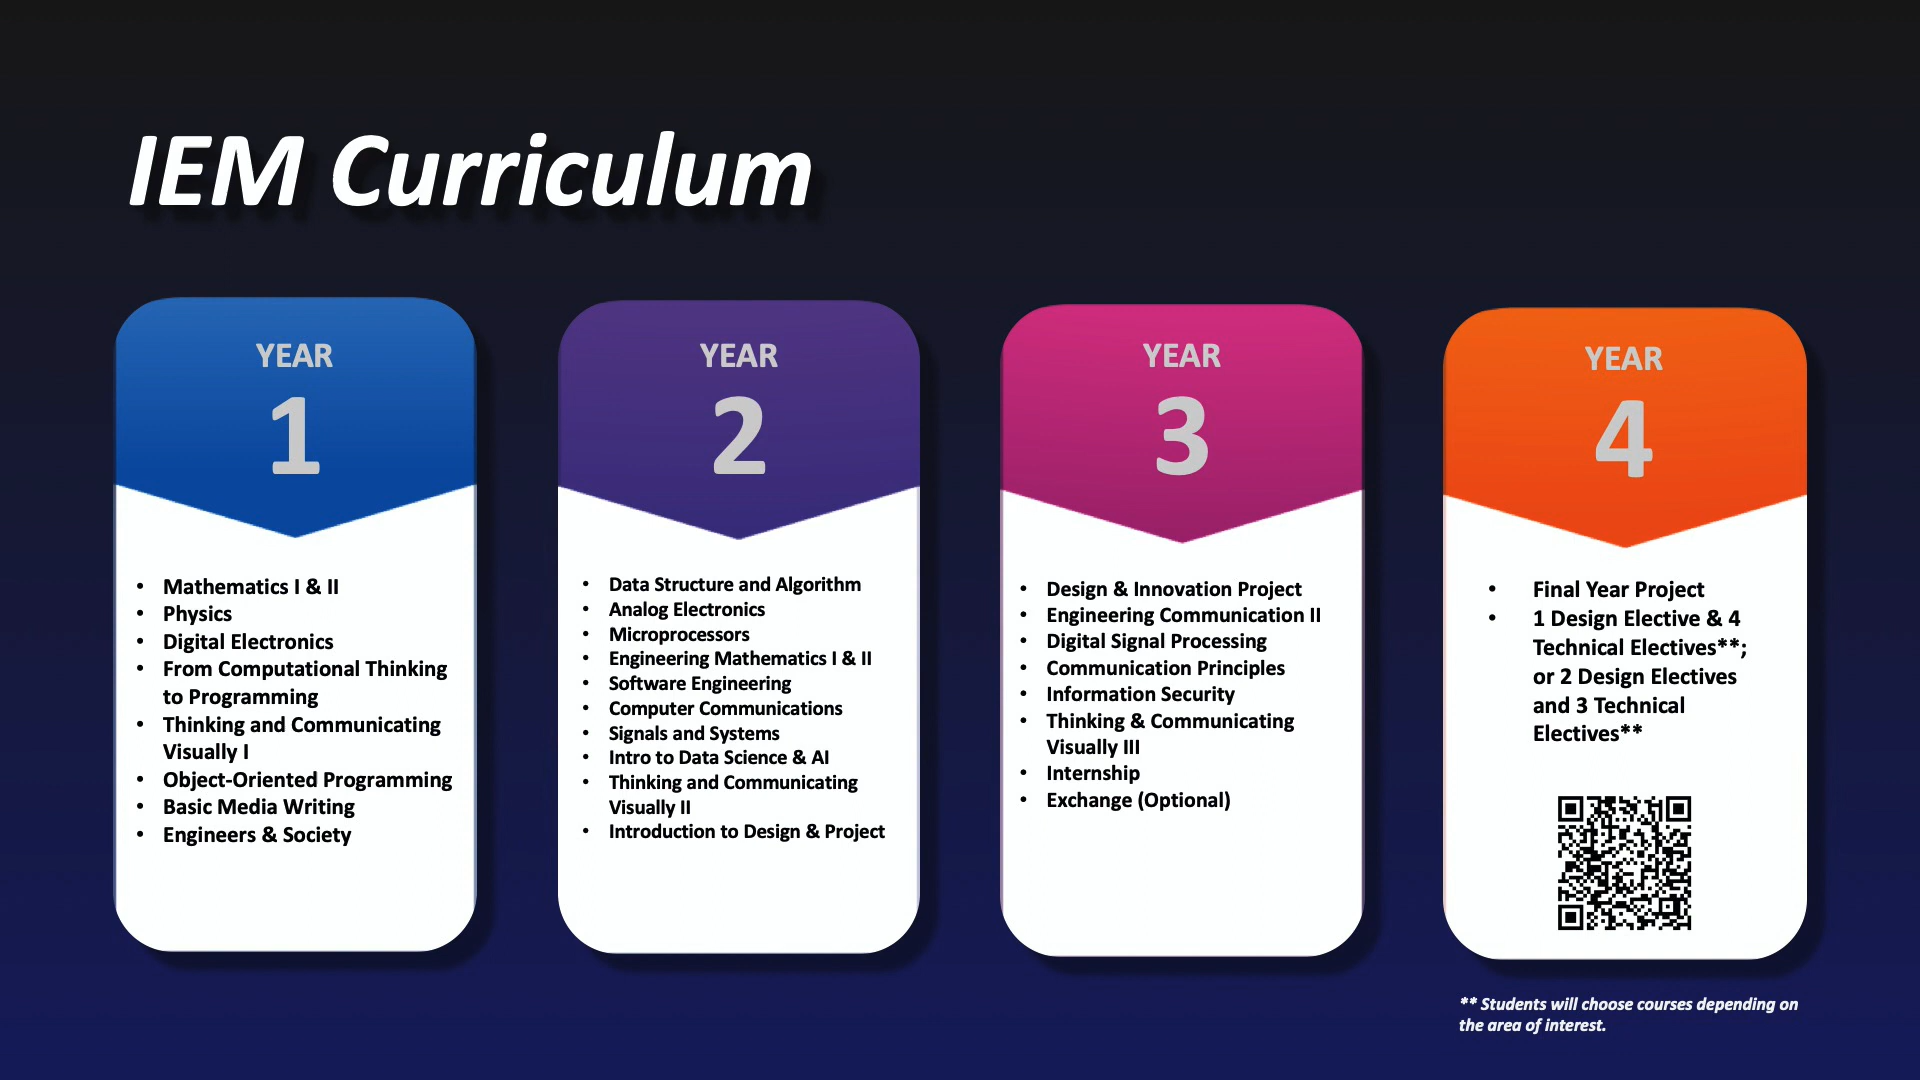 IEM Curriculum
YEAR
1
• Mathematics I & II
• Physics
• Digital Electronics
• From Computational Thinking
to Programming
• Thinking and Communicating
Visually I
• Object-Oriented Programming
• Basic Media Writing
• Engineers & Society
YEAR
2
• Data Structure and Algorithm
• Analog Electronics
• Microprocessors
• Engineering Mathematics I & II
• Software Engineering
• Computer Communications
• Signals and Systems
• Intro to Data Science & AI
• Thinking and Communicating
Visually II
• Introduction to Design & Project
YEAR
3
• Design & Innovation Project
• Engineering Communication II
• Digital Signal Processing
• Communication Principles
• Information Security
• Thinking & Communicating
Visually III
• Internship
• Exchange (Optional)
YEAR
4
• Final Year Project
• 1 Design Elective & 4
Technical Electives**;
or 2 Design Electives
and 3 Technical
Electives**
** Students will choose courses depending on
the area of interest.